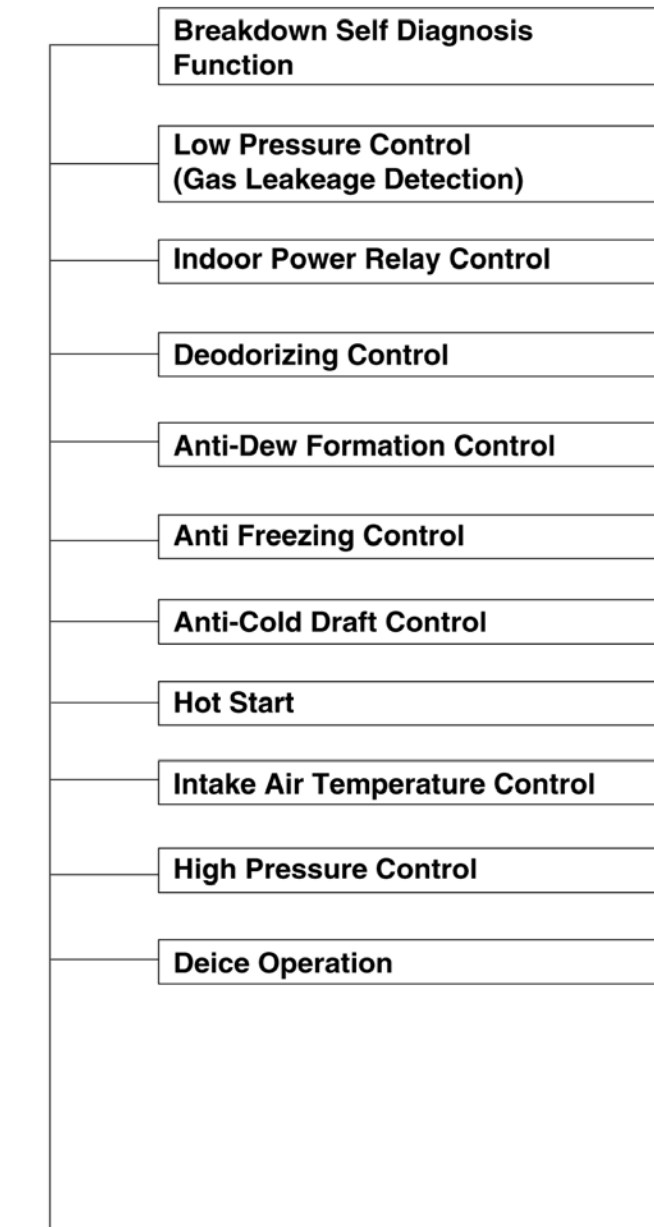 Breakdown Self Diagnosis
Function
Low Pressure Control
(Gas Leakeage Detection)
Indoor Power Relay Control
Deodorizing Control
Anti-Dew Formation Control
Anti Freezing Control
Anti-Cold Draft Control
Hot Start
Intake Air Temperature Control
High Pressure Control
Deice Operation